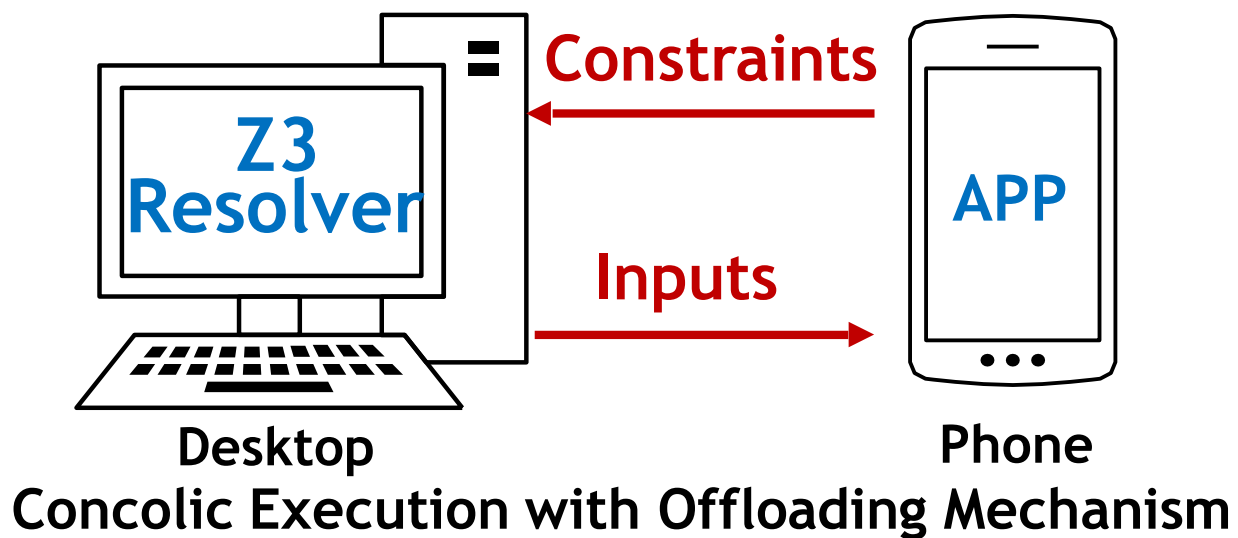 Constraints
Z3
Resolver
APP
Inputs
Desktop
Phone
Concolic Execution with Offloading Mechanism